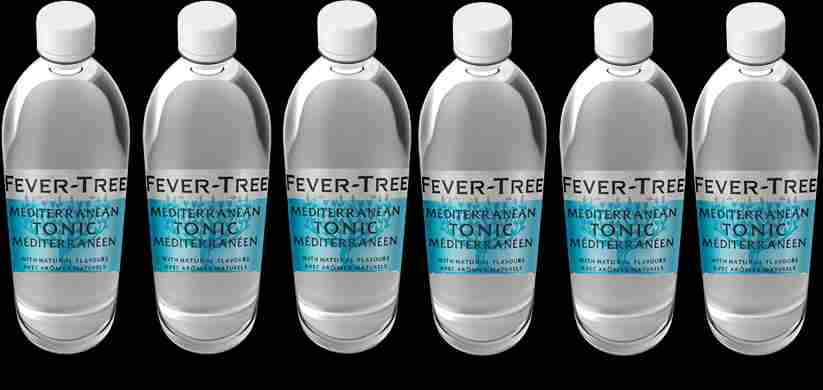 FEVER-TREE
MEDITERRANEAN
TONIC
MÉDITERRANÉEN
WITH NATURAL FLAVOURS
AVEC ARÔMES NATURELS
FEVER-TREE
MEDITERRANEAN
TONIC
MÉDITERRANÉEN
WITH NATURAL FLAVOURS
AVEC ARÔMES NATURELS
FEVER-TREE
MEDITERRANEAN
TONIC
MÉDITERRANÉEN
WITH NATURAL FLAVOURS
AVEC ARÔMES NATURELS
FEVER-TREE
MEDITERRANEAN
TONIC
MÉDITERRANÉEN
WITH NATURAL FLAVOURS
AVEC ARÔMES NATURELS
FEVER-TREE
MEDITERRANEAN
TONIC
MÉDITERRANÉEN
WITH NATURAL FLAVOURS
AVEC ARÔMES NATURELS
FEVER-TREE
MEDITERRANEAN
TONIC
MÉDITERRANÉEN
WITH NATURAL FLAVOURS
AVEC ARÔMES NATURELS